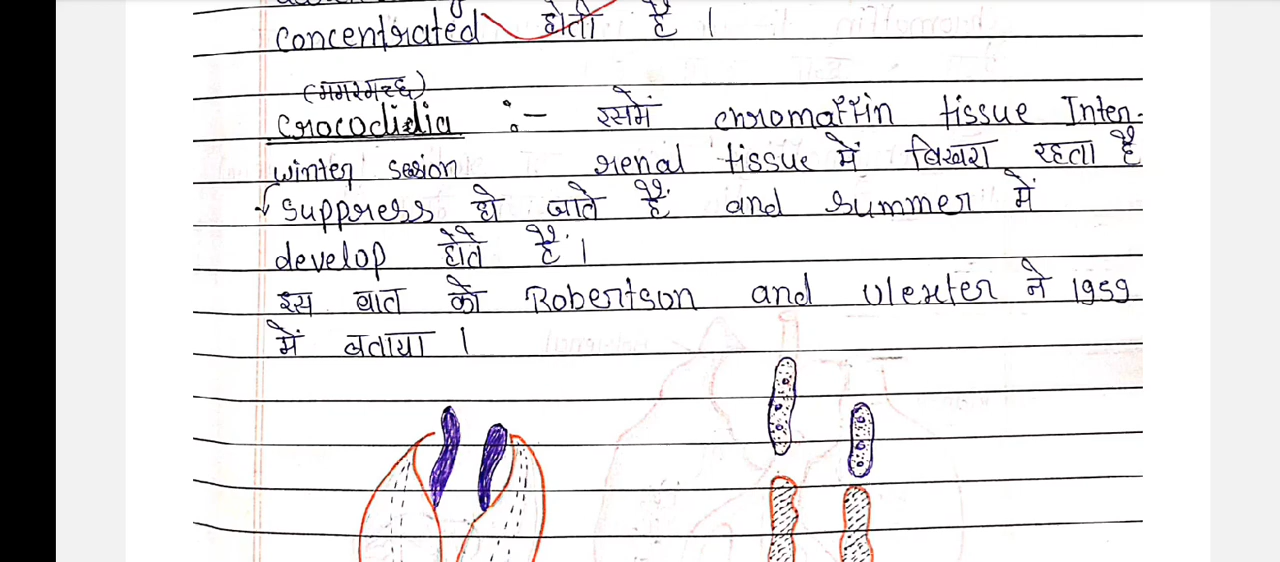 concentrated होती है ।
(मगरमच्छ)
Crocodidia :- इसमें chromaffin tissue Inter-
winter session renal tissue में बिखरा रहता है
Suppress हो जाते हैं and summer में
develop होते हैं ।
इस बात को Robertson and Wexter ने 1959
में बताया ।